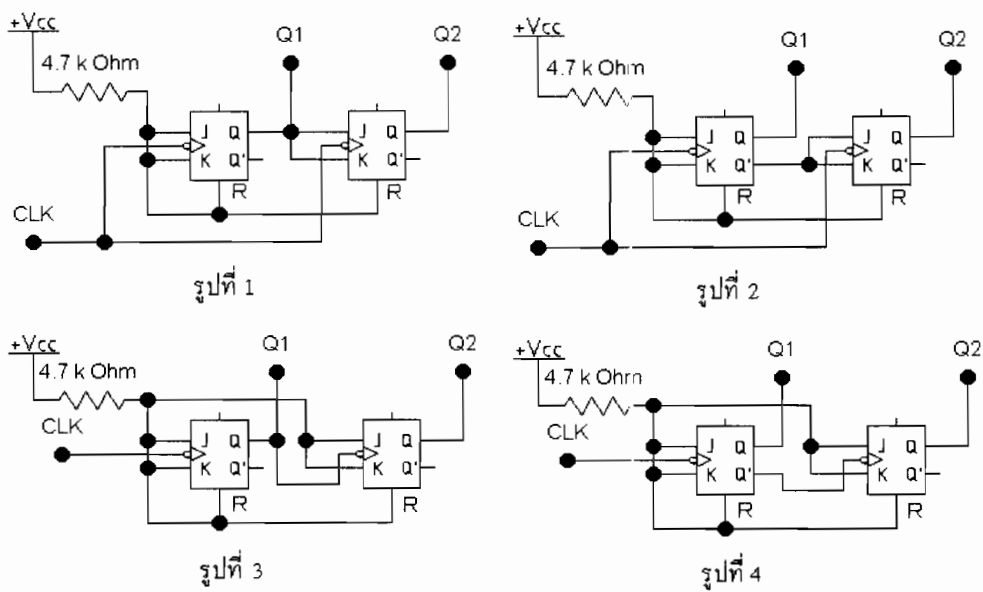 +Vcc
4.7 k Ohm
Q1
Q2
J Q
K Q'
R
J Q
K Q'
R
CLK
รูปที่ 1
+Vcc
4.7 k Ohm
Q1
Q2
J Q
K Q'
R
J Q
K Q'
R
CLK
รูปที่ 2
+Vcc
4.7 k Ohm
Q1
Q2
CLK
J Q
K Q'
R
J Q
K Q'
R
รูปที่ 3
+Vcc
4.7 k Ohm
Q1
Q2
CLK
J Q
K Q'
R
J Q
K Q'
R
รูปที่ 4